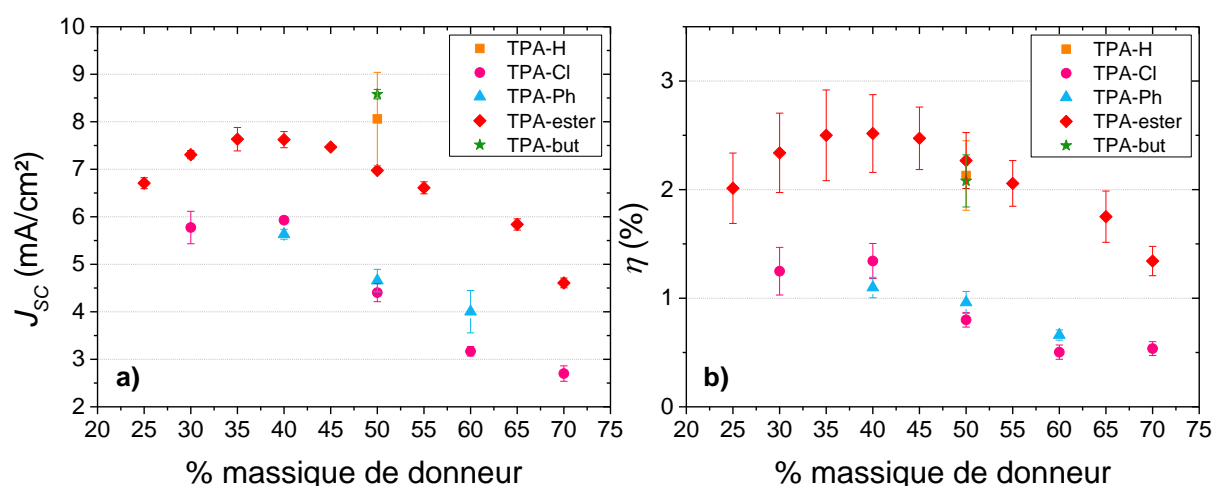 10
9
8
7
6
5
4
3
2
J_SC (mA/cm²)
TPA-H
TPA-Cl
TPA-Ph
TPA-ester
TPA-but
a)
20 25 30 35 40 45 50 55 60 65 70 75
% massique de donneur
3
2
1
0
η (%)
TPA-H
TPA-Cl
TPA-Ph
TPA-ester
TPA-but
b)
20 25 30 35 40 45 50 55 60 65 70 75
% massique de donneur